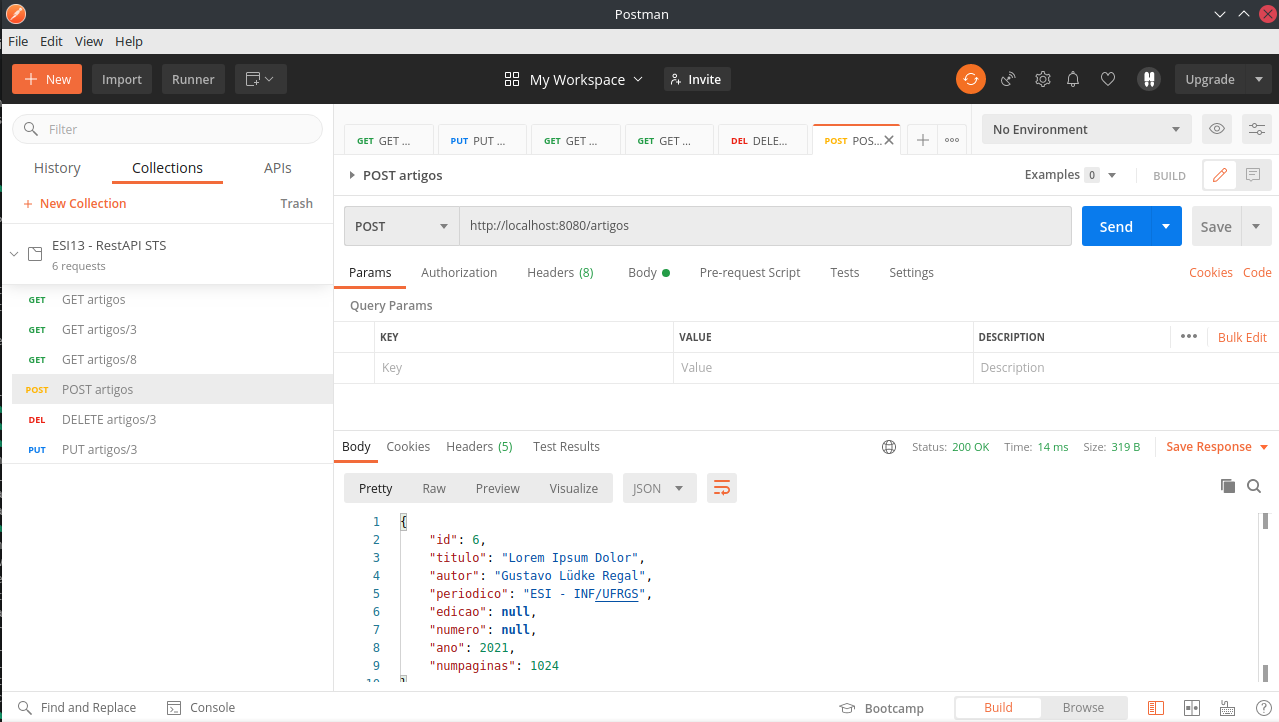 Postman
File Edit View Help
New Import Runner My Workspace Invite Upgrade
Filter
History Collections APIs
New Collection Trash
ESI13 - RestAPI STS
6 requests
GET GET artigos
GET GET artigos/3
GET GET artigos/8
POST POST artigos
DEL DELETE artigos/3
PUT PUT artigos/3
GET GET ... PUT PUT ... GET GET ... GET GET ... DEL DELE... POST POS... No Environment
POST artigos Examples 0 BUILD
POST http://localhost:8080/artigos Send Save
Params Authorization Headers (8) Body Pre-request Script Tests Settings Cookies Code
Query Params
KEY VALUE DESCRIPTION Bulk Edit
Key Value Description
Body Cookies Headers (5) Test Results Status: 200 OK Time: 14 ms Size: 319 B Save Response
Pretty Raw Preview Visualize JSON
1 {
2 "id": 6,
3 "titulo": "Lorem Ipsum Dolor",
4 "autor": "Gustavo Lüdke Regal",
5 "periodico": "ESI - INF/UFRGS",
6 "edicao": null,
7 "numero": null,
8 "ano": 2021,
9 "numpaginas": 1024
10 }
Find and Replace Console Bootcamp Build Browse